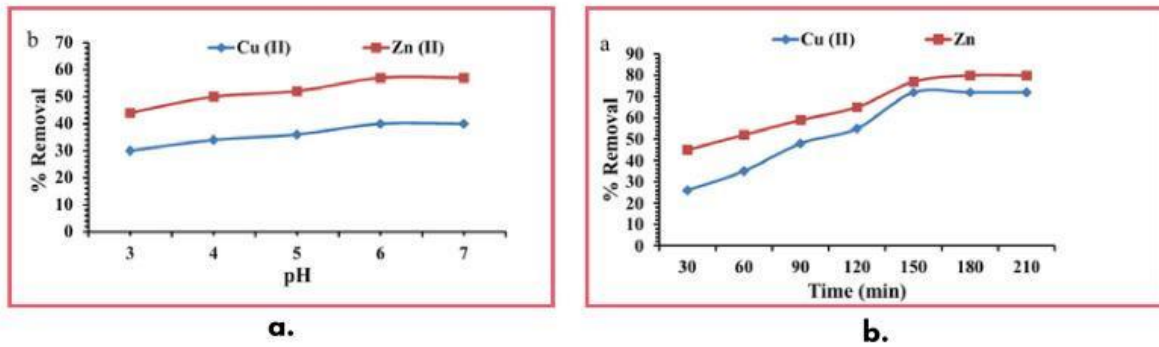 b
Cu (II) Zn (II)
70
60
50
40
30
20
10
0
% Removal
3 4 5 6 7
pH
a.
a
Cu (II) Zn
90
80
70
60
50
40
30
20
10
0
% Removal
30 60 90 120 150 180 210
Time (min)
b.